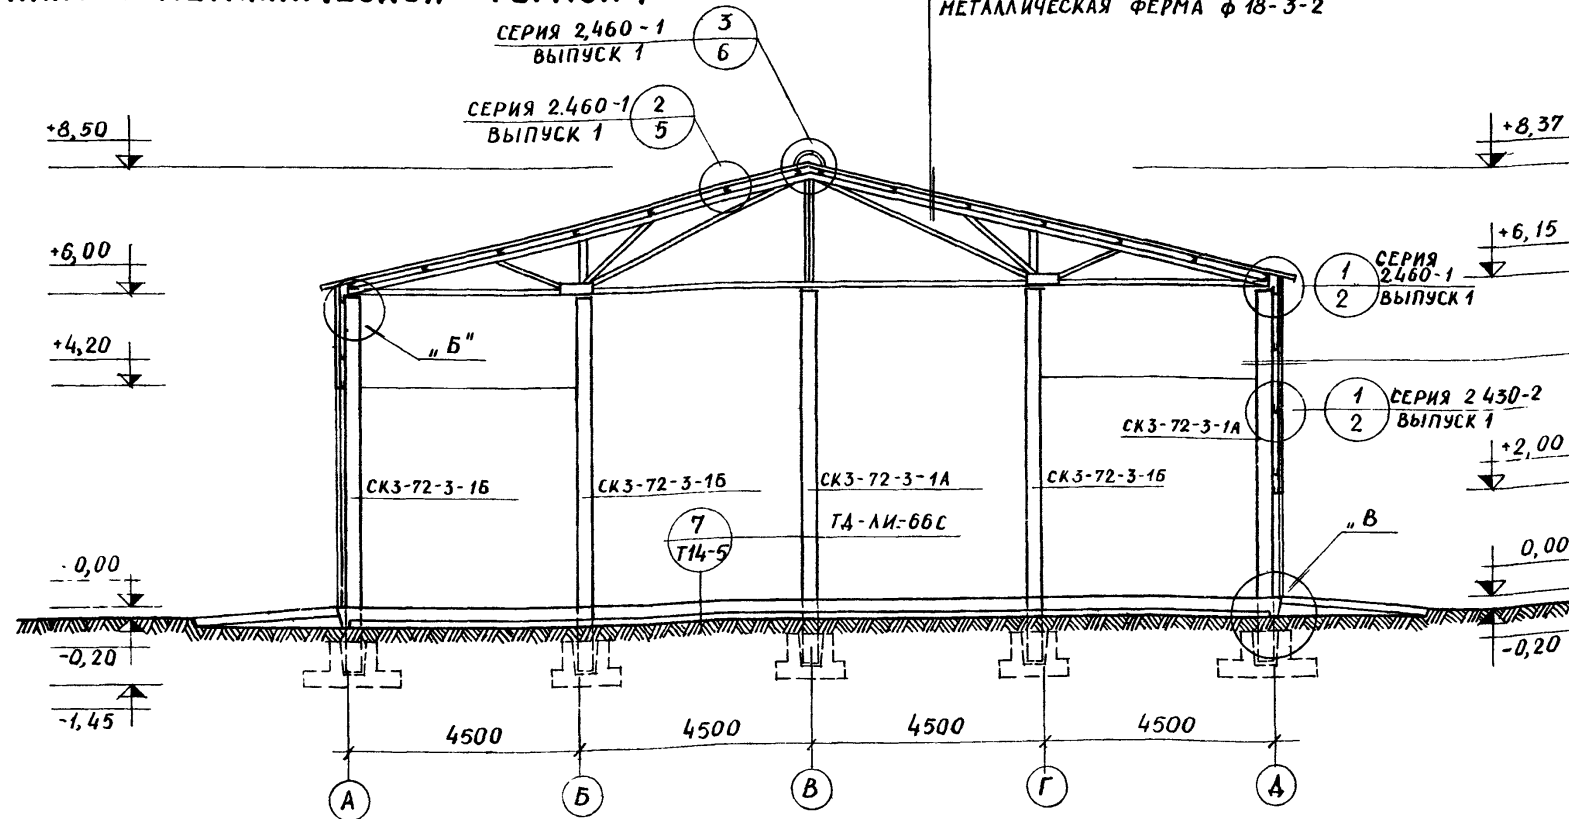 МЕТАЛЛИЧЕСКАЯ ФЕРМА ф 18-3-2
СЕРИЯ 2,460-1
ВЫПУСК 1
3
6
СЕРИЯ 2.460-1
ВЫПУСК 1
2
5
+8,50
+8,37
+6,00
+6,15
1
2
СЕРИЯ
2.460-1
ВЫПУСК 1
+4,20
„Б"
1
2
СЕРИЯ 2 430-2
ВЫПУСК 1
СК3-72-3-1А
+2,00
СК3-72-3-1Б
СК3-72-3-1Б
СК3-72-3-1А
СК3-72-3-1Б
7
Т14-5
ТД-ЛИ-66С
„В
0,00
0,00
-0,20
-0,20
-1,45
4500
4500
4500
4500
А
Б
В
Г
Д